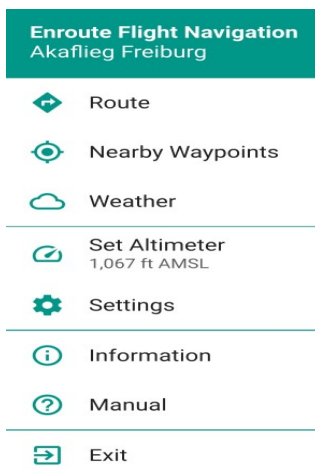 Enroute Flight Navigation
Akaflieg Freiburg
Route
Nearby Waypoints
Weather
Set Altimeter
1,067 ft AMSL
Settings
Information
Manual
Exit